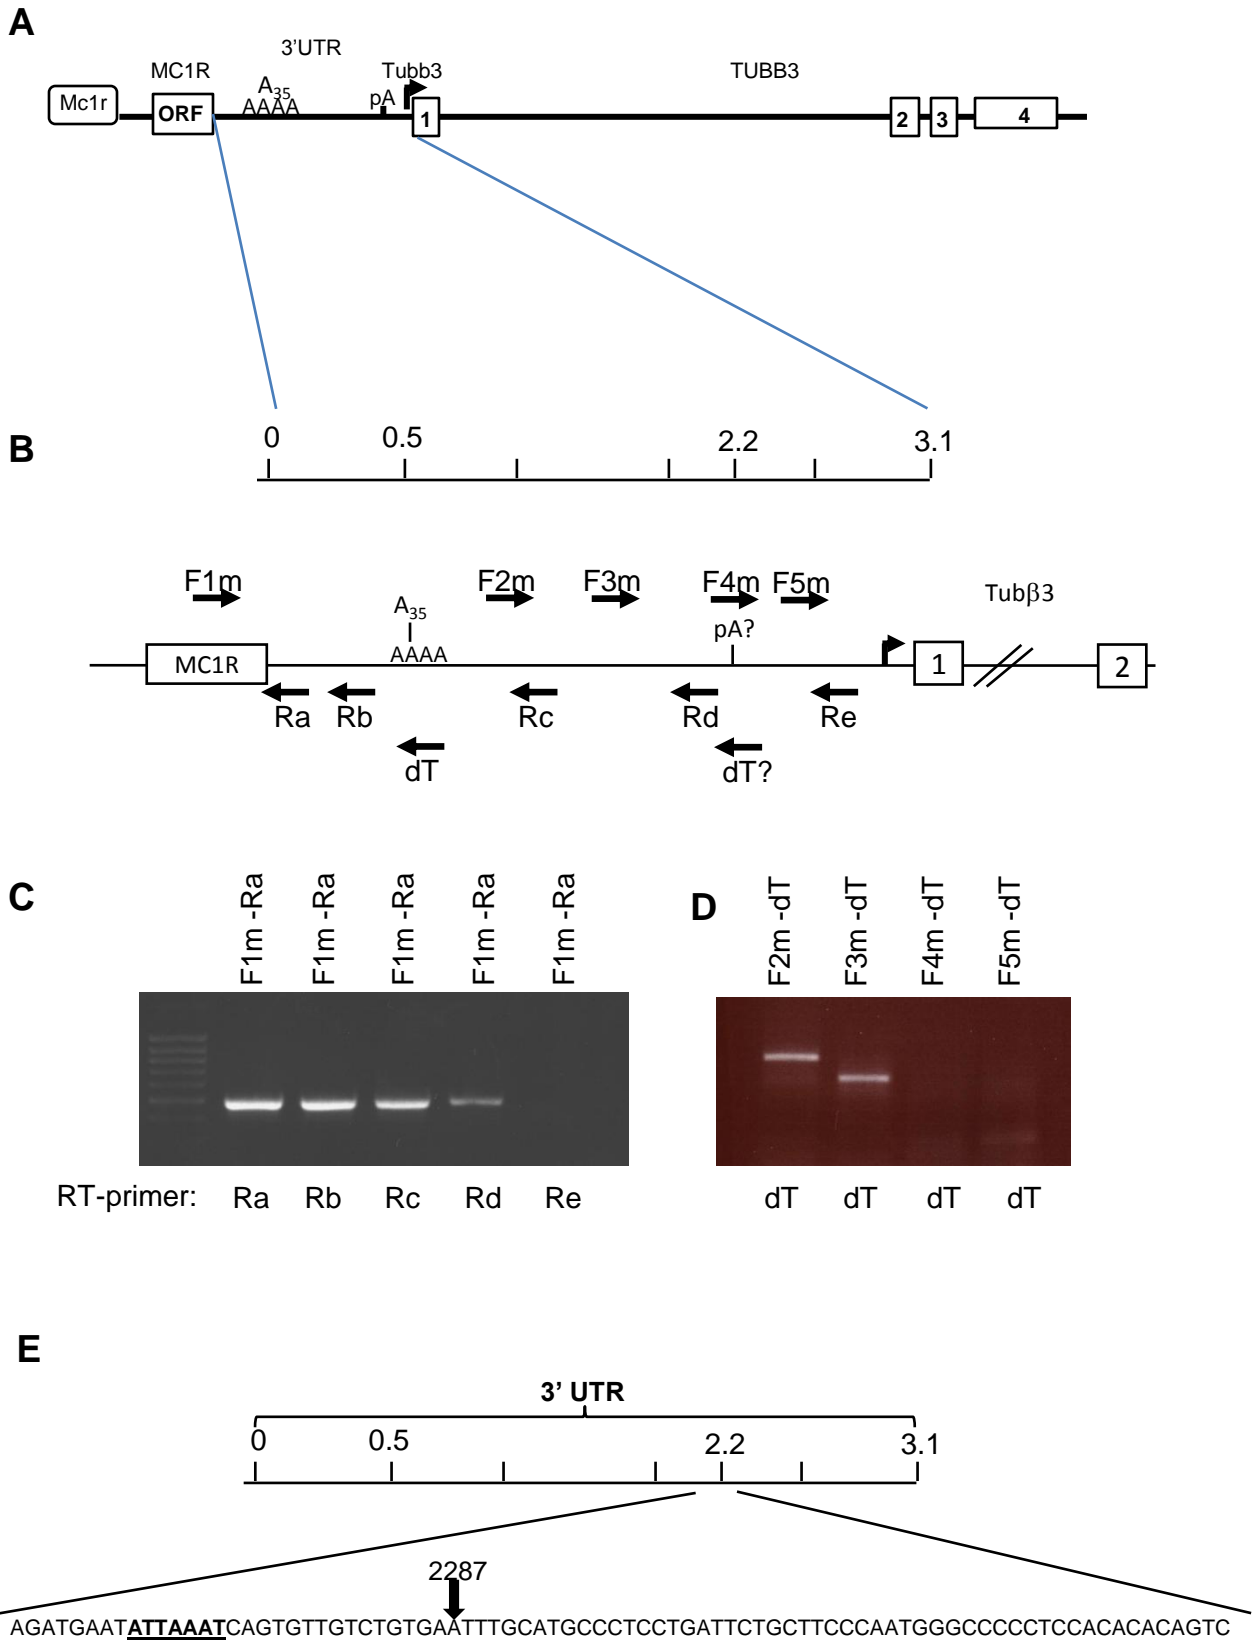 A
3'UTR
MC1R
Tubb3
TUBB3
A35
Mc1r
ORF
AAAA
pA
1
2
3
4
B
0
0.5
2.2
3.1
F1m
F2m
F3m
F4m
F5m
Tubβ3
A35
pA?
MC1R
AAAA
1
2
Ra
Rb
Rc
Rd
Re
dT
dT?
C
F1m -Ra
F1m -Ra
F1m -Ra
F1m -Ra
F1m -Ra
RT-primer: Ra Rb Rc Rd Re
D
F2m -dT
F3m -dT
F4m -dT
F5m -dT
dT dT dT dT
E
3' UTR
0
0.5
2.2
3.1
2287
AGATGAATATTAAATCAGTGTTGTCTGTGAATTTGCATGCCCTCCTGATTCTGCTTCCCAATGGGCCCCCTCCACACACAGTC